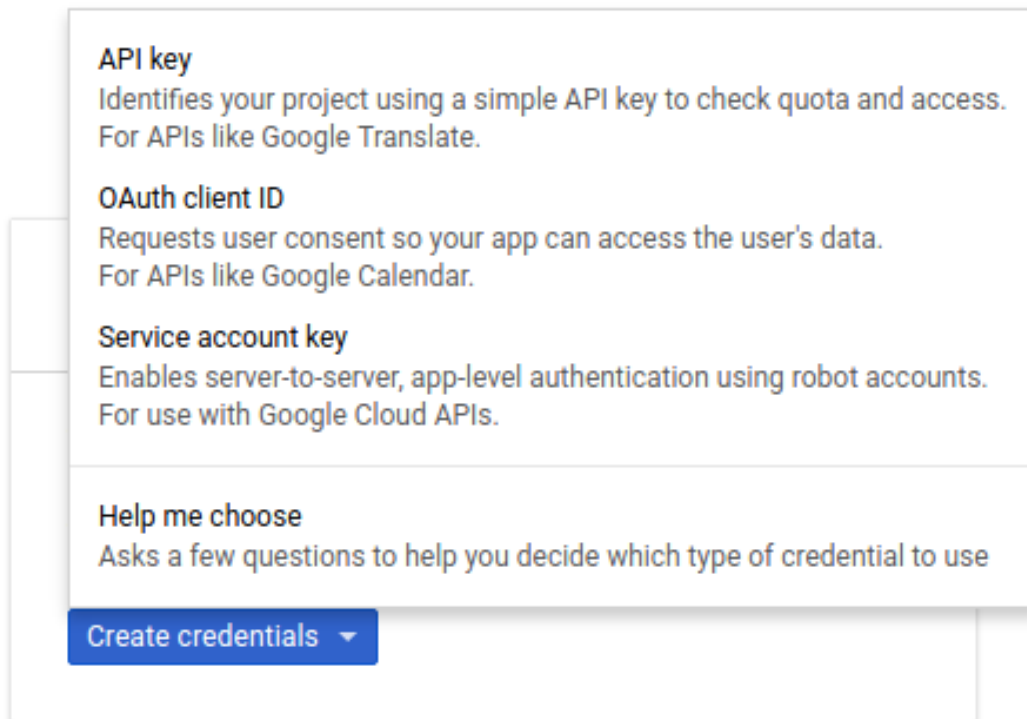 API key
Identifies your project using a simple API key to check quota and access.
For APIs like Google Translate.
OAuth client ID
Requests user consent so your app can access the user's data.
For APIs like Google Calendar.
Service account key
Enables server-to-server, app-level authentication using robot accounts.
For use with Google Cloud APIs.
Help me choose
Asks a few questions to help you decide which type of credential to use
Create credentials